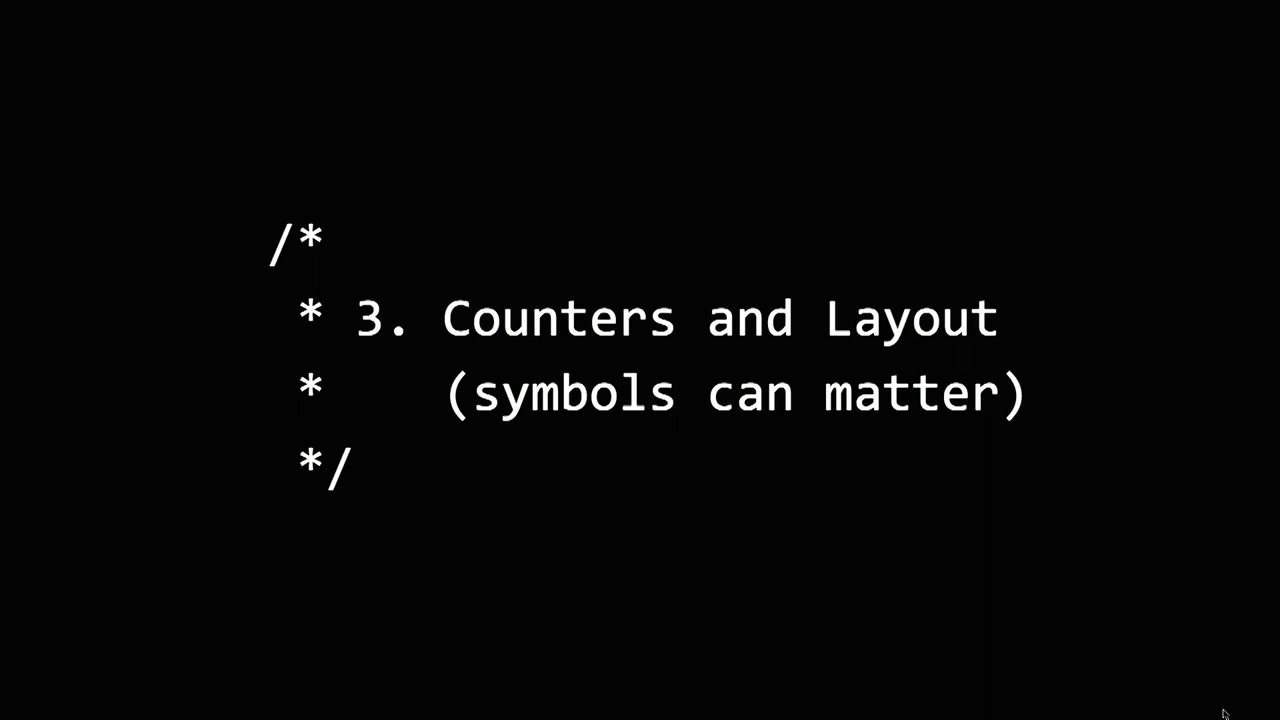 /*
 * 3. Counters and Layout
 *    (symbols can matter)
 */